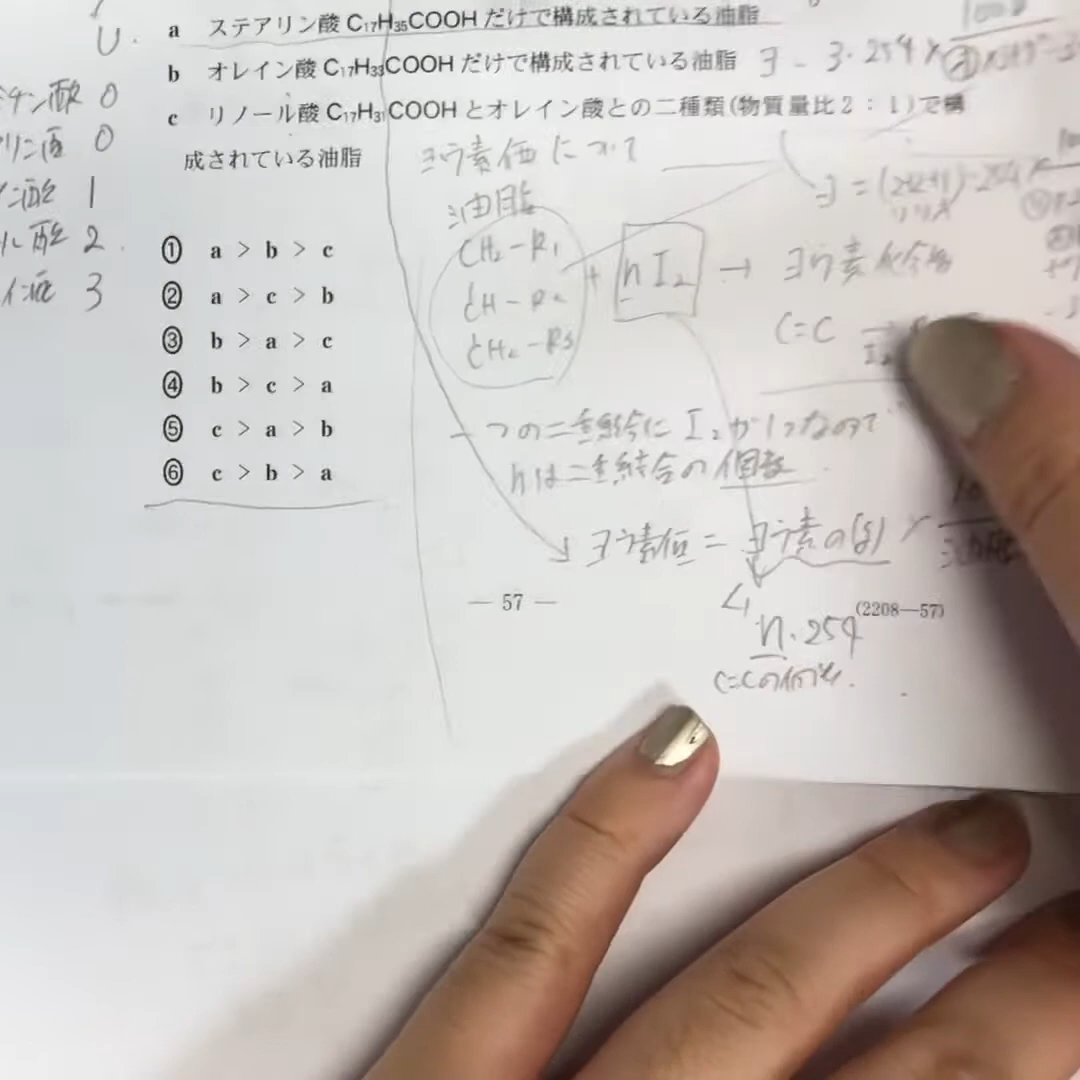 a ステアリン酸 C₁₇H₃₅COOH だけで構成されている油脂
b オレイン酸 C₁₇H₃₃COOH だけで構成されている油脂
c リノール酸 C₁₇H₃₁COOH とオレイン酸との二種類(物質量比2：1)で構
成されている油脂
① a > b > c
② a > c > b
③ b > a > c
④ b > c > a
⑤ c > a > b
⑥ c > b > a
— 57 —
(2208—57)
酸 0
0
酸 1
酸 2
3
3・254×
ヨウ素価について
油脂
CH₂-R₁
CH-R₂
CH₂-R₃
+ nI₂ → ヨウ素化合物
C=C
一つの二重結合に I₂が1つなので
nは二重結合の個数
ヨウ素価 = ヨウ素の(g) ×
油脂
n・254
C=Cの個数.